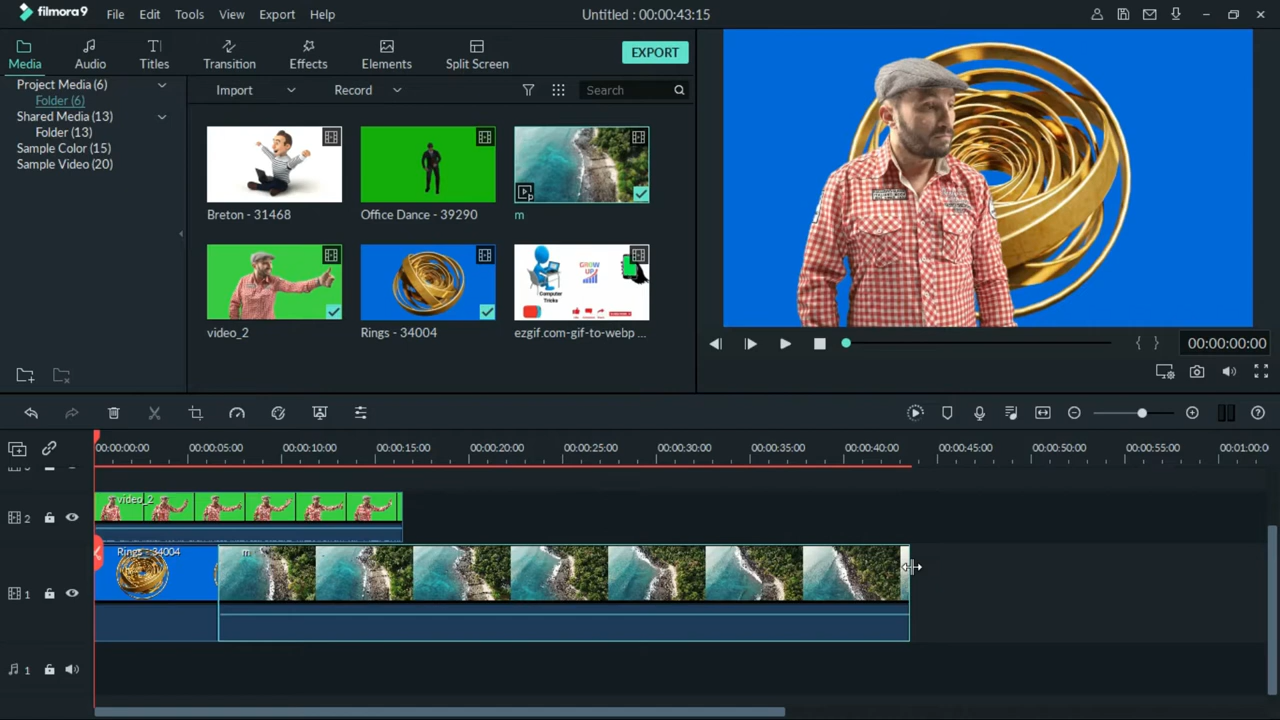 filmora9 File Edit Tools View Export Help Untitled : 00:00:43:15
Media Audio Titles Transition Effects Elements Split Screen EXPORT
Project Media (6)
Folder (6)
Shared Media (13)
Folder (13)
Sample Color (15)
Sample Video (20)
Import Record Search
Breton - 31468 Office Dance - 39290 m
video_2 Rings - 34004 ezgif.com-gif-to-webp ...
Computer
Tricks
GROW
UP
00:00:00:00
00:00:00:00 00:00:05:00 00:00:10:00 00:00:15:00 00:00:20:00 00:00:25:00 00:00:30:00 00:00:35:00 00:00:40:00 00:00:45:00 00:00:50:00 00:00:55:00 00:01:00:0
2 video_2
1 Rings - 34004 m
1